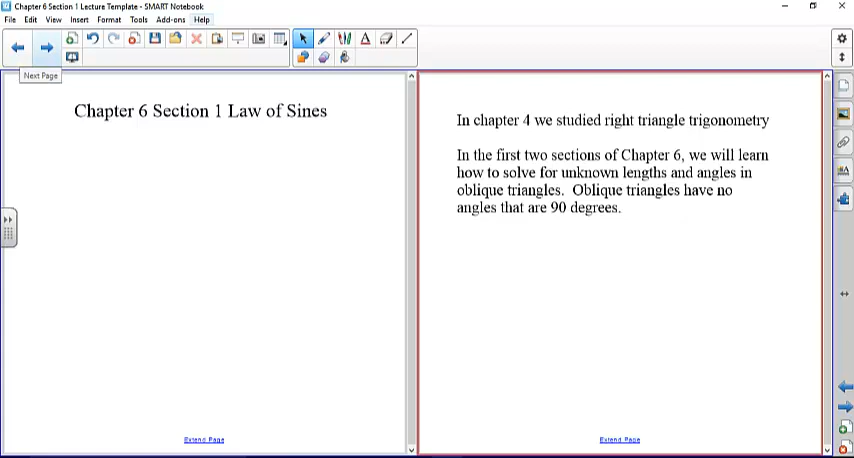 Chapter 6 Section 1 Lecture Template - SMART Notebook
File Edit View Insert Format Tools Add-ons Help
Next Page
Chapter 6 Section 1 Law of Sines
Extend Page
In chapter 4 we studied right triangle trigonometry
In the first two sections of Chapter 6, we will learn
how to solve for unknown lengths and angles in
oblique triangles. Oblique triangles have no
angles that are 90 degrees.
Extend Page